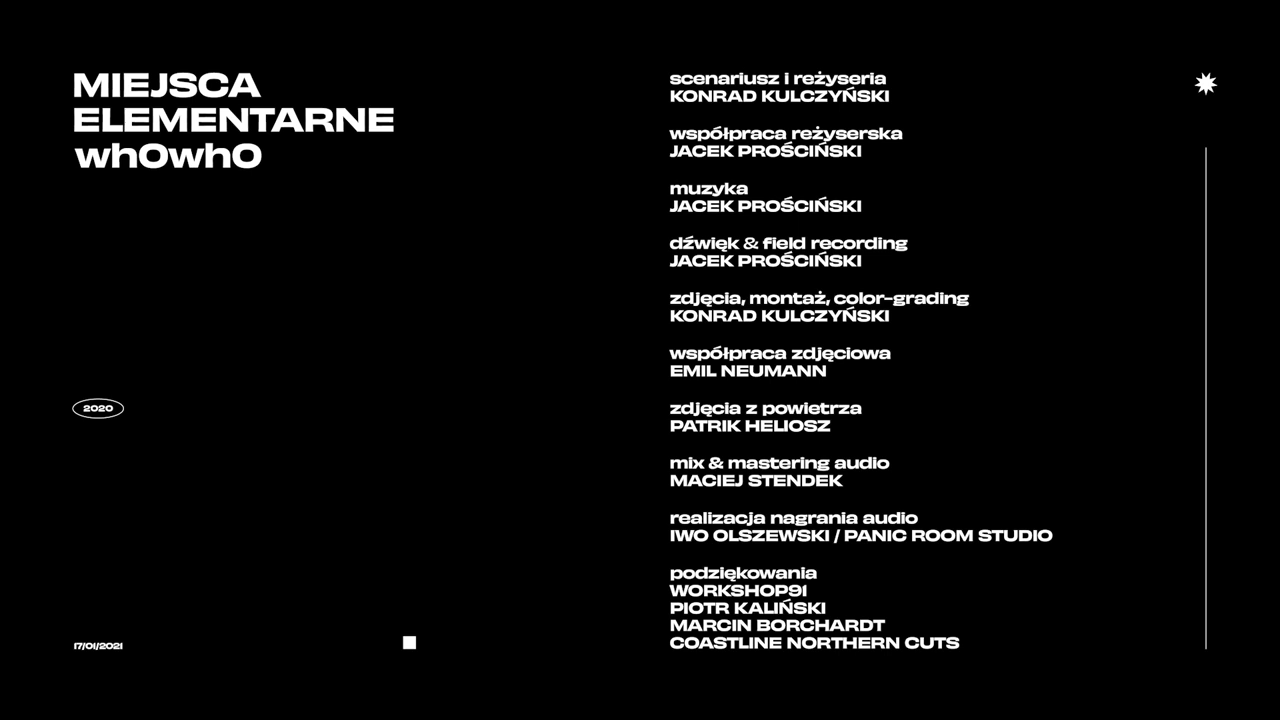 MIEJSCA
ELEMENTARNE
wh0wh0
2020
17/01/2021
scenariusz i reżyseria
KONRAD KULCZYŃSKI
współpraca reżyserska
JACEK PROŚCIŃSKI
muzyka
JACEK PROŚCIŃSKI
dźwięk & field recording
JACEK PROŚCIŃSKI
zdjęcia, montaż, color-grading
KONRAD KULCZYŃSKI
współpraca zdjęciowa
EMIL NEUMANN
zdjęcia z powietrza
PATRIK HELIOSZ
mix & mastering audio
MACIEJ STENDEK
realizacja nagrania audio
IWO OLSZEWSKI / PANIC ROOM STUDIO
podziękowania
WORKSHOP91
PIOTR KALIŃSKI
MARCIN BORCHARDT
COASTLINE NORTHERN CUTS